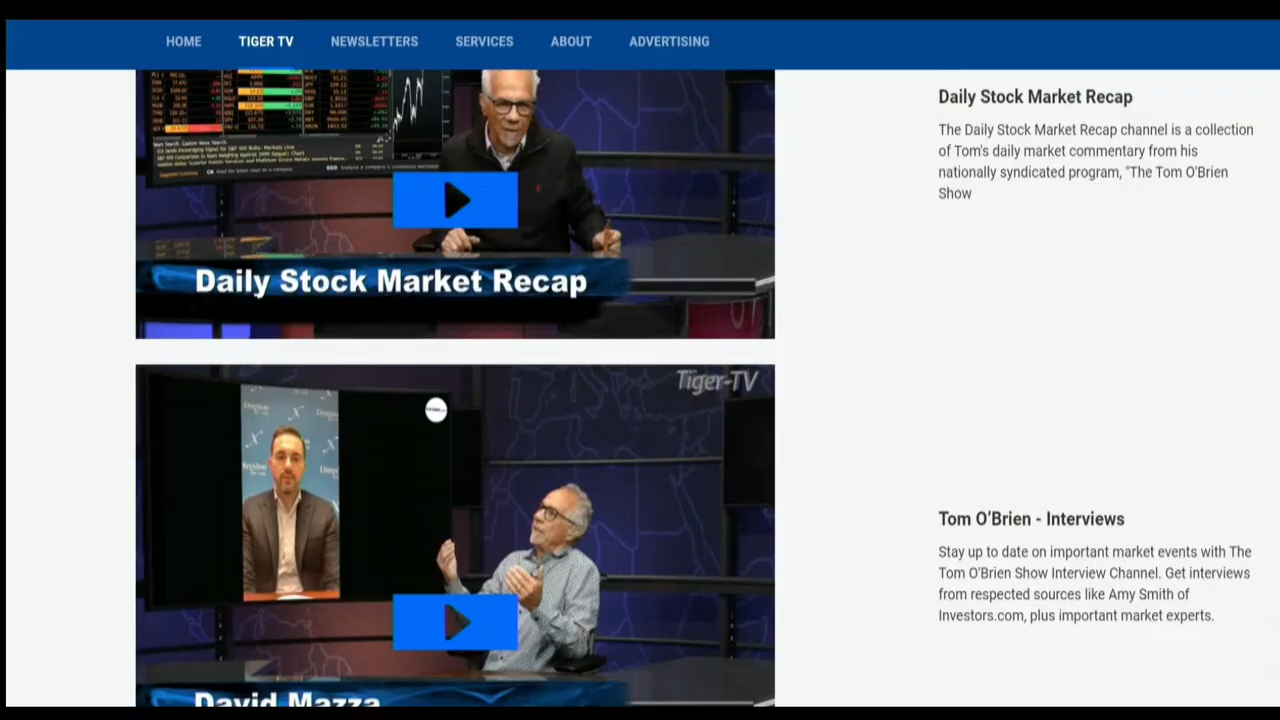 HOME TIGER TV NEWSLETTERS SERVICES ABOUT ADVERTISING
Daily Stock Market Recap
The Daily Stock Market Recap channel is a collection
of Tom's daily market commentary from his
nationally syndicated program, "The Tom O'Brien
Show
Daily Stock Market Recap
Tiger-TV
Tom O'Brien - Interviews
Stay up to date on important market events with The
Tom O'Brien Show Interview Channel. Get interviews
from respected sources like Amy Smith of
Investors.com, plus important market experts.
David Mazza